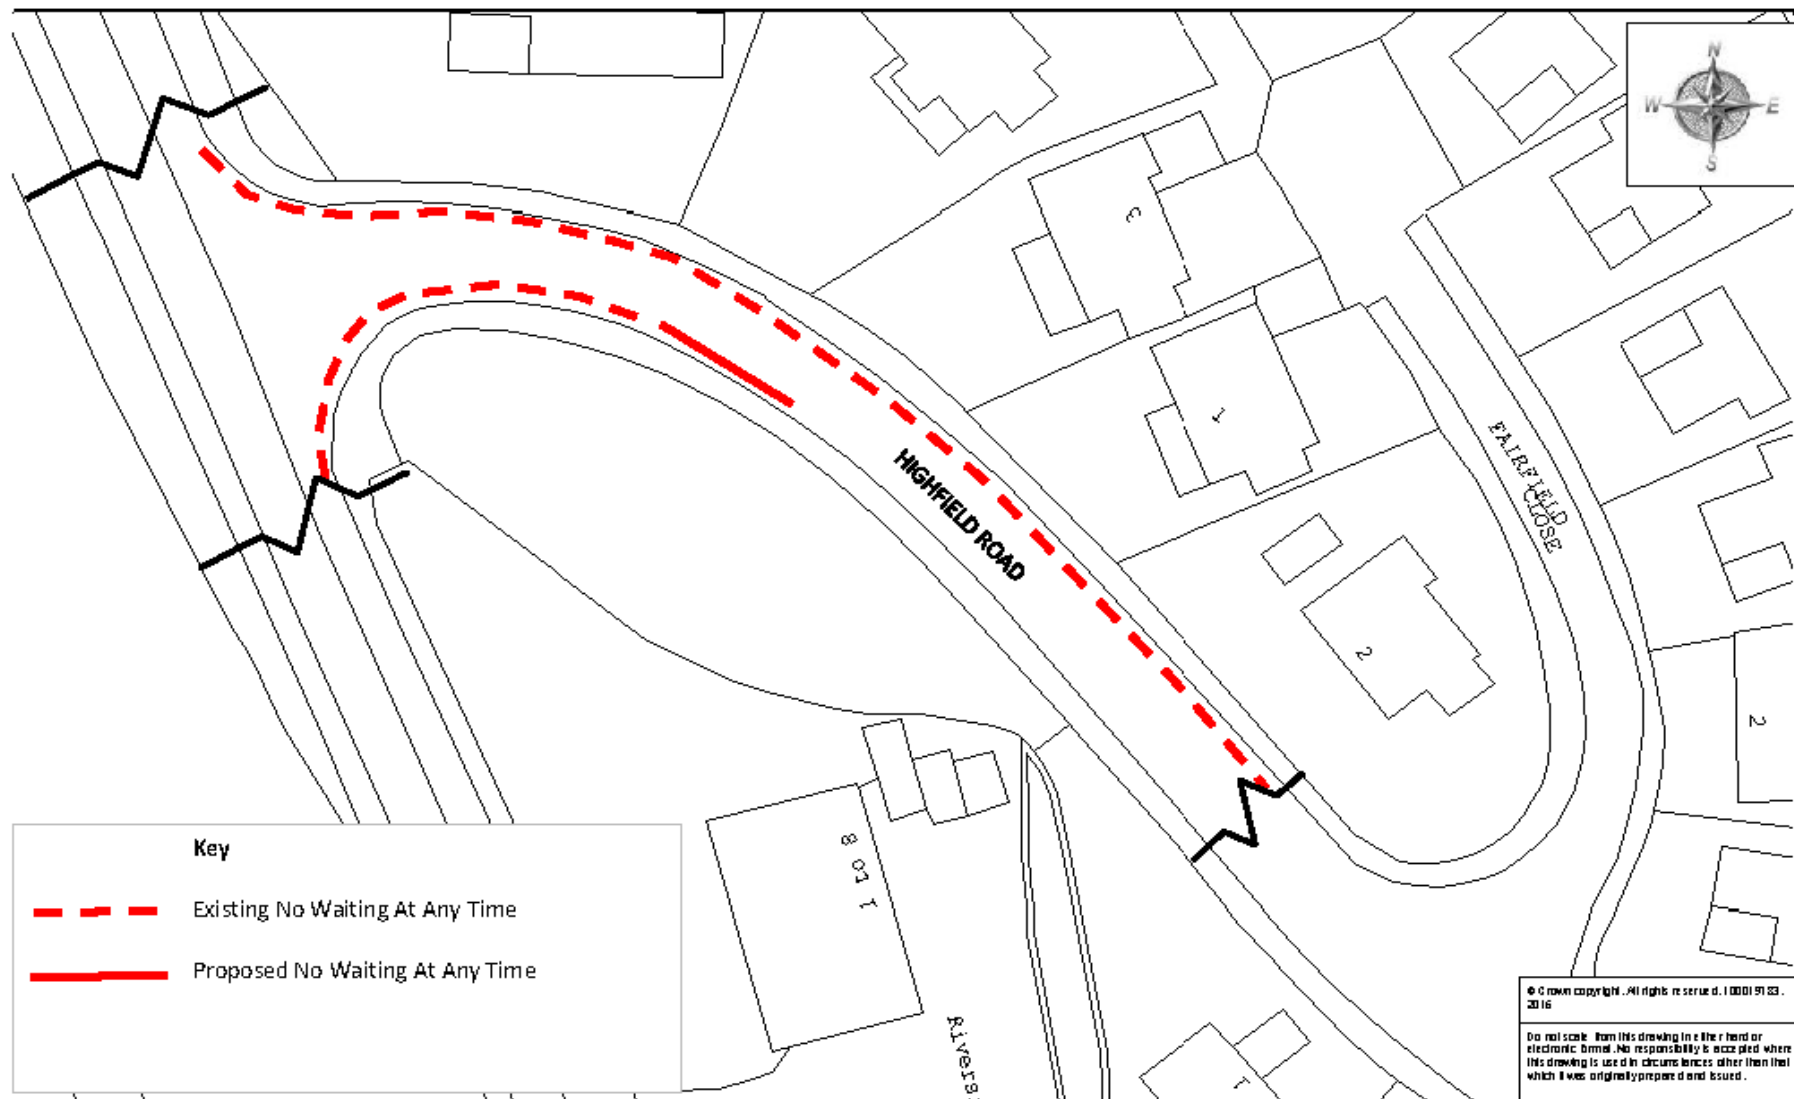 N
W E
S
3
1
HIGHFIELD ROAD
FAIRFIELD
CLOSE
2
2
1 to 8
Key
Existing No Waiting At Any Time
Proposed No Waiting At Any Time
Rivers
1
© Crown copyright. All rights reserved. 100019183.
2016
Do not scale from this drawing in either hard or
electronic format. No responsibility is accepted where
this drawing is used in circumstances other than that
which it was originally prepared and issued.